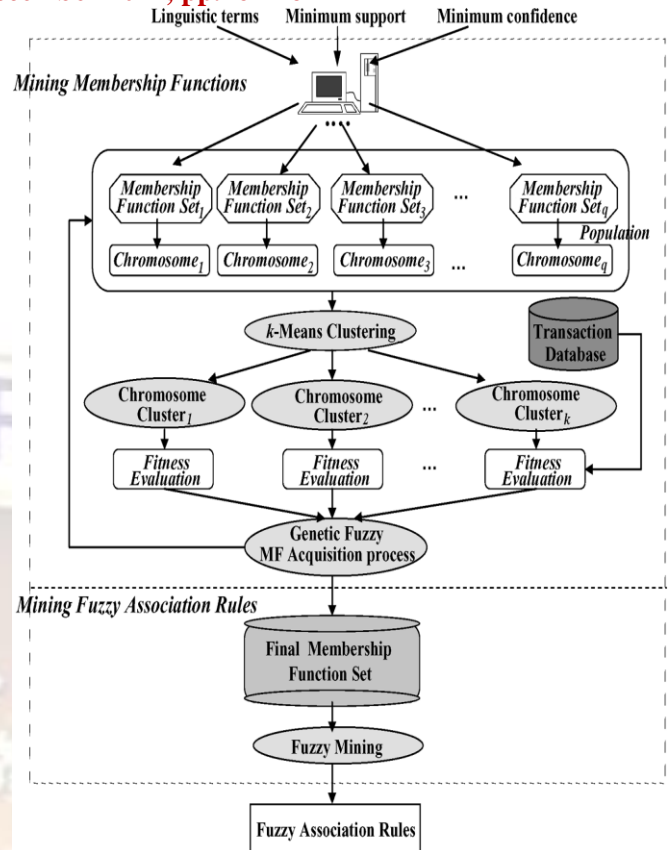 Linguistic terms Minimum support Minimum confidence
Mining Membership Functions
....
Membership Membership Membership Membership
Function Set1 Function Set2 Function Set3 ... Function Setq
Population
Chromosome1 Chromosome2 Chromosome3 ... Chromosomeq
k-Means Clustering
Transaction
Database
Chromosome Chromosome Chromosome
Cluster1 Cluster2 ... Clusterk
Fitness Fitness Fitness
Evaluation Evaluation ... Evaluation
Genetic Fuzzy
MF Acquisition process
Mining Fuzzy Association Rules
Final Membership
Function Set
Fuzzy Mining
Fuzzy Association Rules